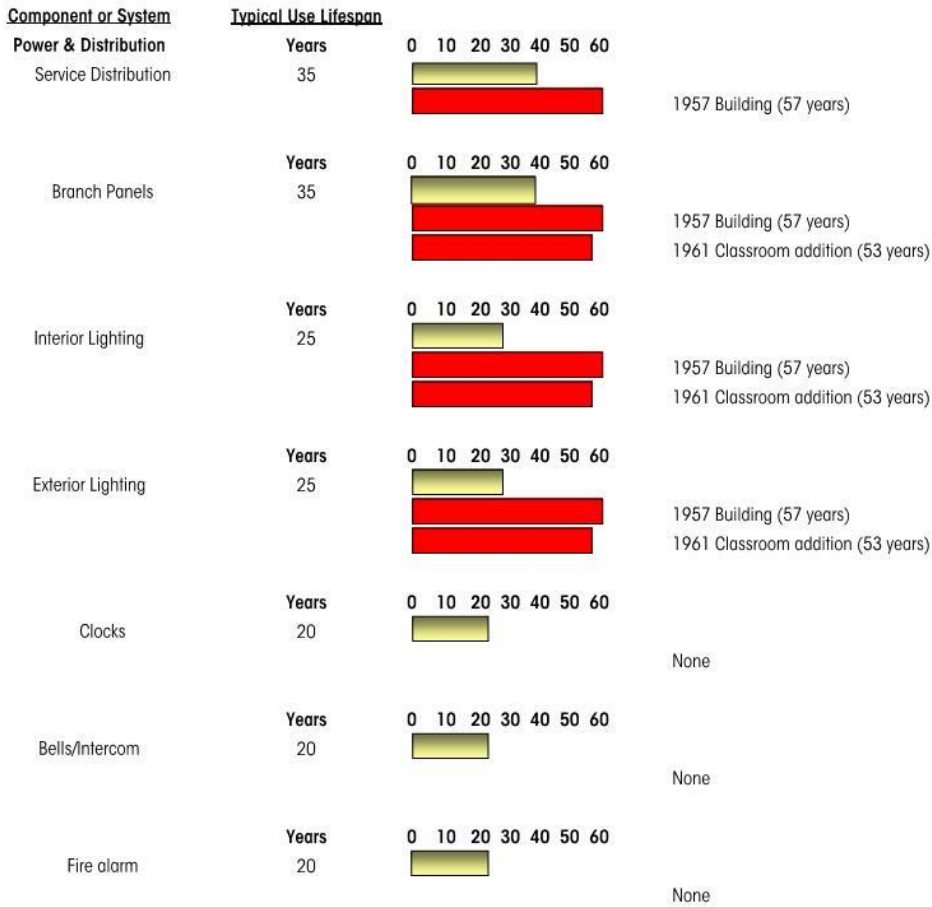 Component or System Typical Use Lifespan
Power & Distribution Years 0 10 20 30 40 50 60
Service Distribution 35
1957 Building (57 years)
Years 0 10 20 30 40 50 60
Branch Panels 35
1957 Building (57 years)
1961 Classroom addition (53 years)
Years 0 10 20 30 40 50 60
Interior Lighting 25
1957 Building (57 years)
1961 Classroom addition (53 years)
Years 0 10 20 30 40 50 60
Exterior Lighting 25
1957 Building (57 years)
1961 Classroom addition (53 years)
Years 0 10 20 30 40 50 60
Clocks 20
None
Years 0 10 20 30 40 50 60
Bells/Intercom 20
None
Years 0 10 20 30 40 50 60
Fire alarm 20
None